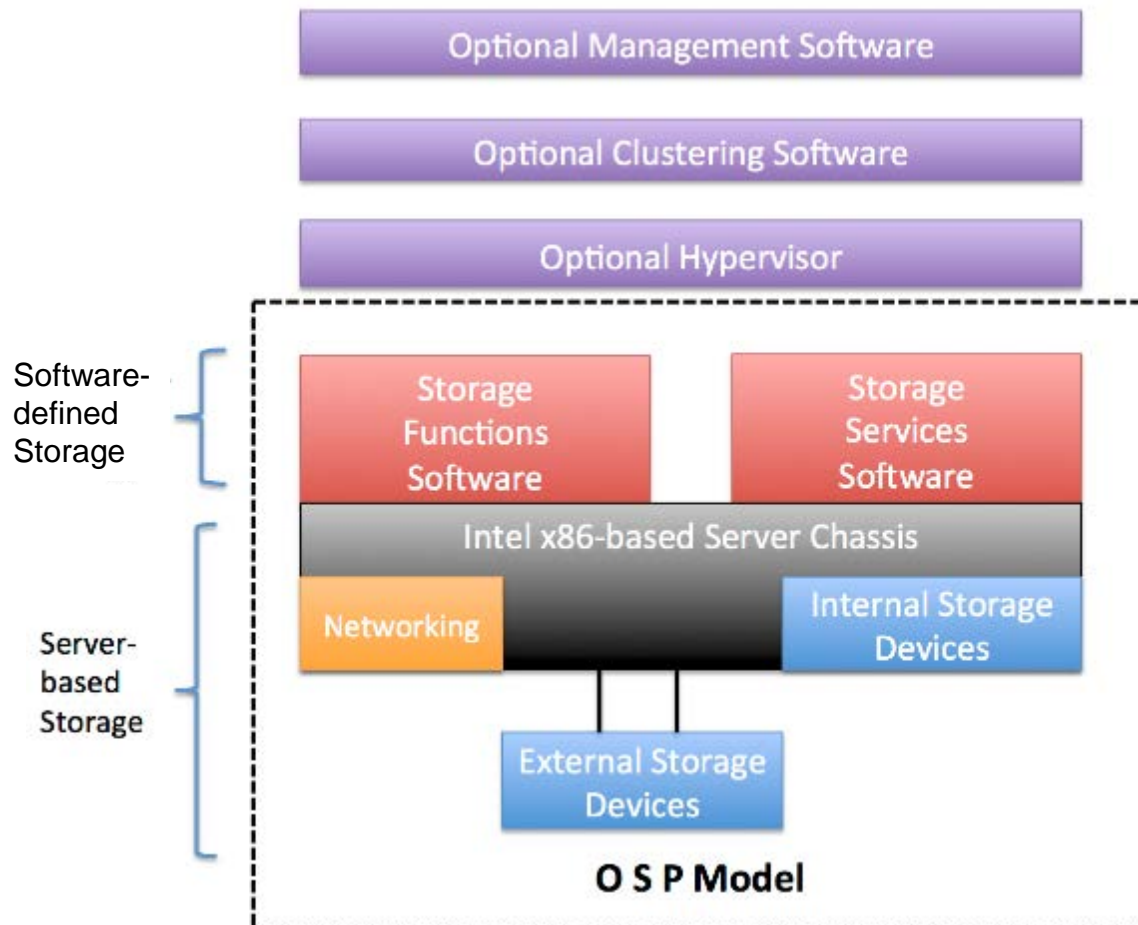 Optional Management Software
Optional Clustering Software
Optional Hypervisor
Software-
defined
Storage
Storage
Functions
Software
Storage
Services
Software
Intel x86-based Server Chassis
Server-
based
Storage
Networking
Internal Storage
Devices
External Storage
Devices
O S P Model